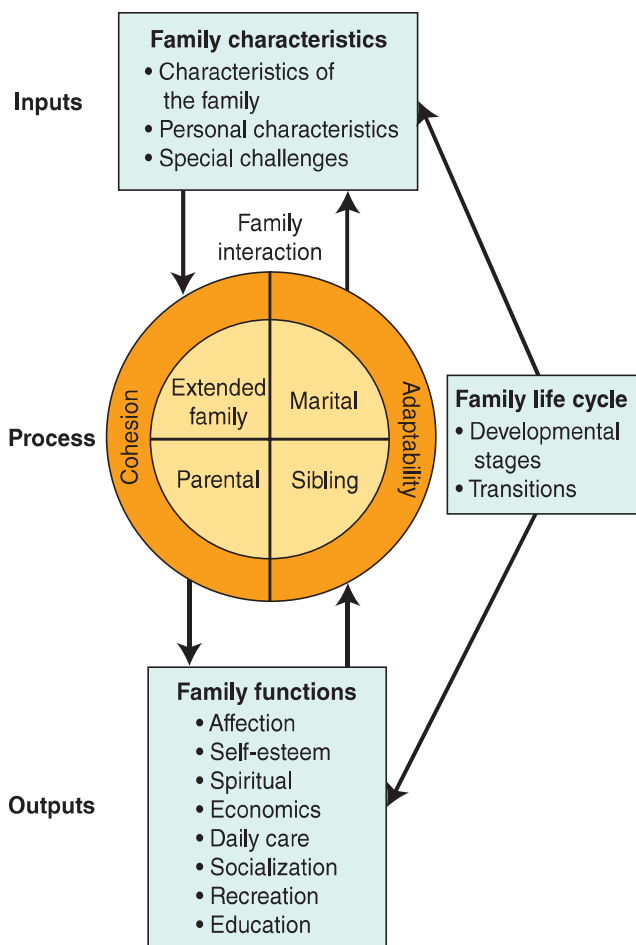 Family characteristics
• Characteristics of
the family
• Personal characteristics
• Special challenges
Inputs
Family
interaction
Process
Cohesion
Extended
family
Marital
Parental
Sibling
Adaptability
Family life cycle
• Developmental
stages
• Transitions
Outputs
Family functions
• Affection
• Self-esteem
• Spiritual
• Economics
• Daily care
• Socialization
• Recreation
• Education